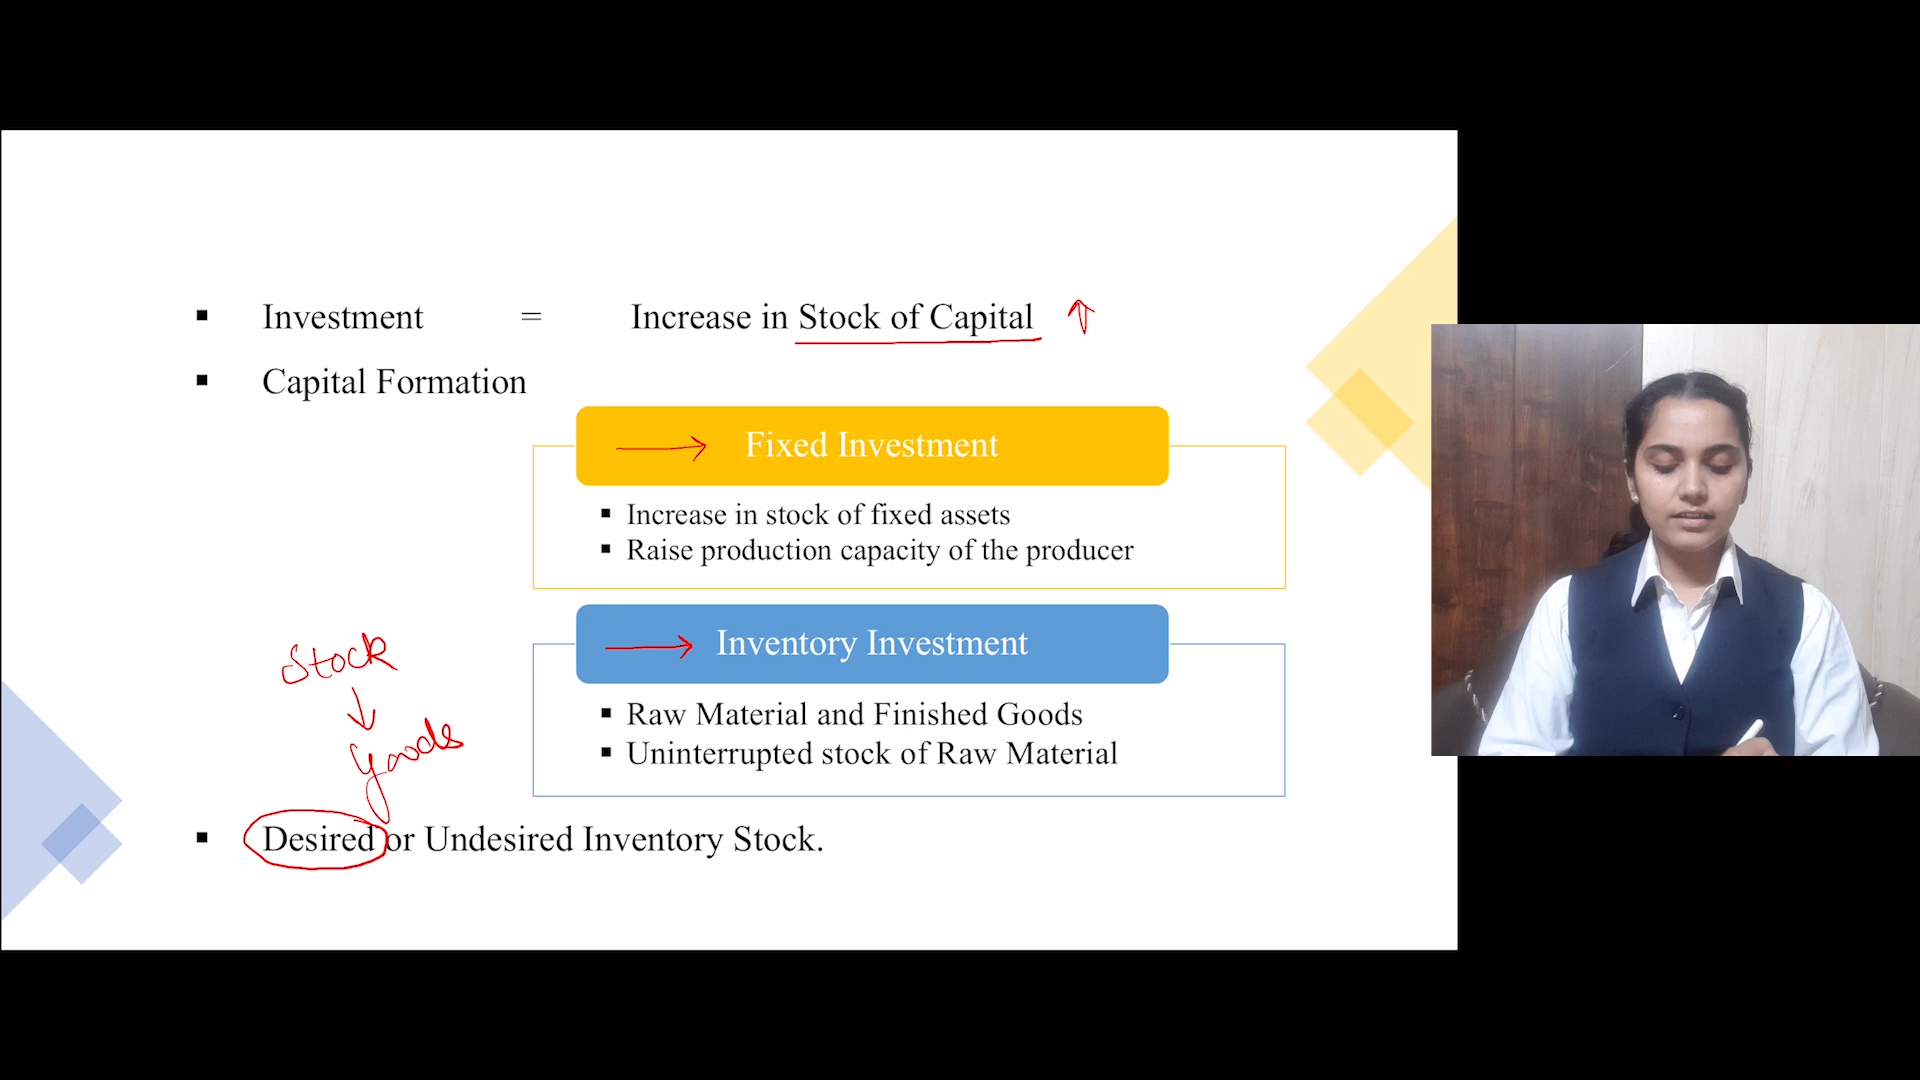 Investment = Increase in Stock of Capital
Capital Formation
Fixed Investment
Increase in stock of fixed assets
Raise production capacity of the producer
Inventory Investment
Raw Material and Finished Goods
Uninterrupted stock of Raw Material
Stock
Goods
Desired or Undesired Inventory Stock.